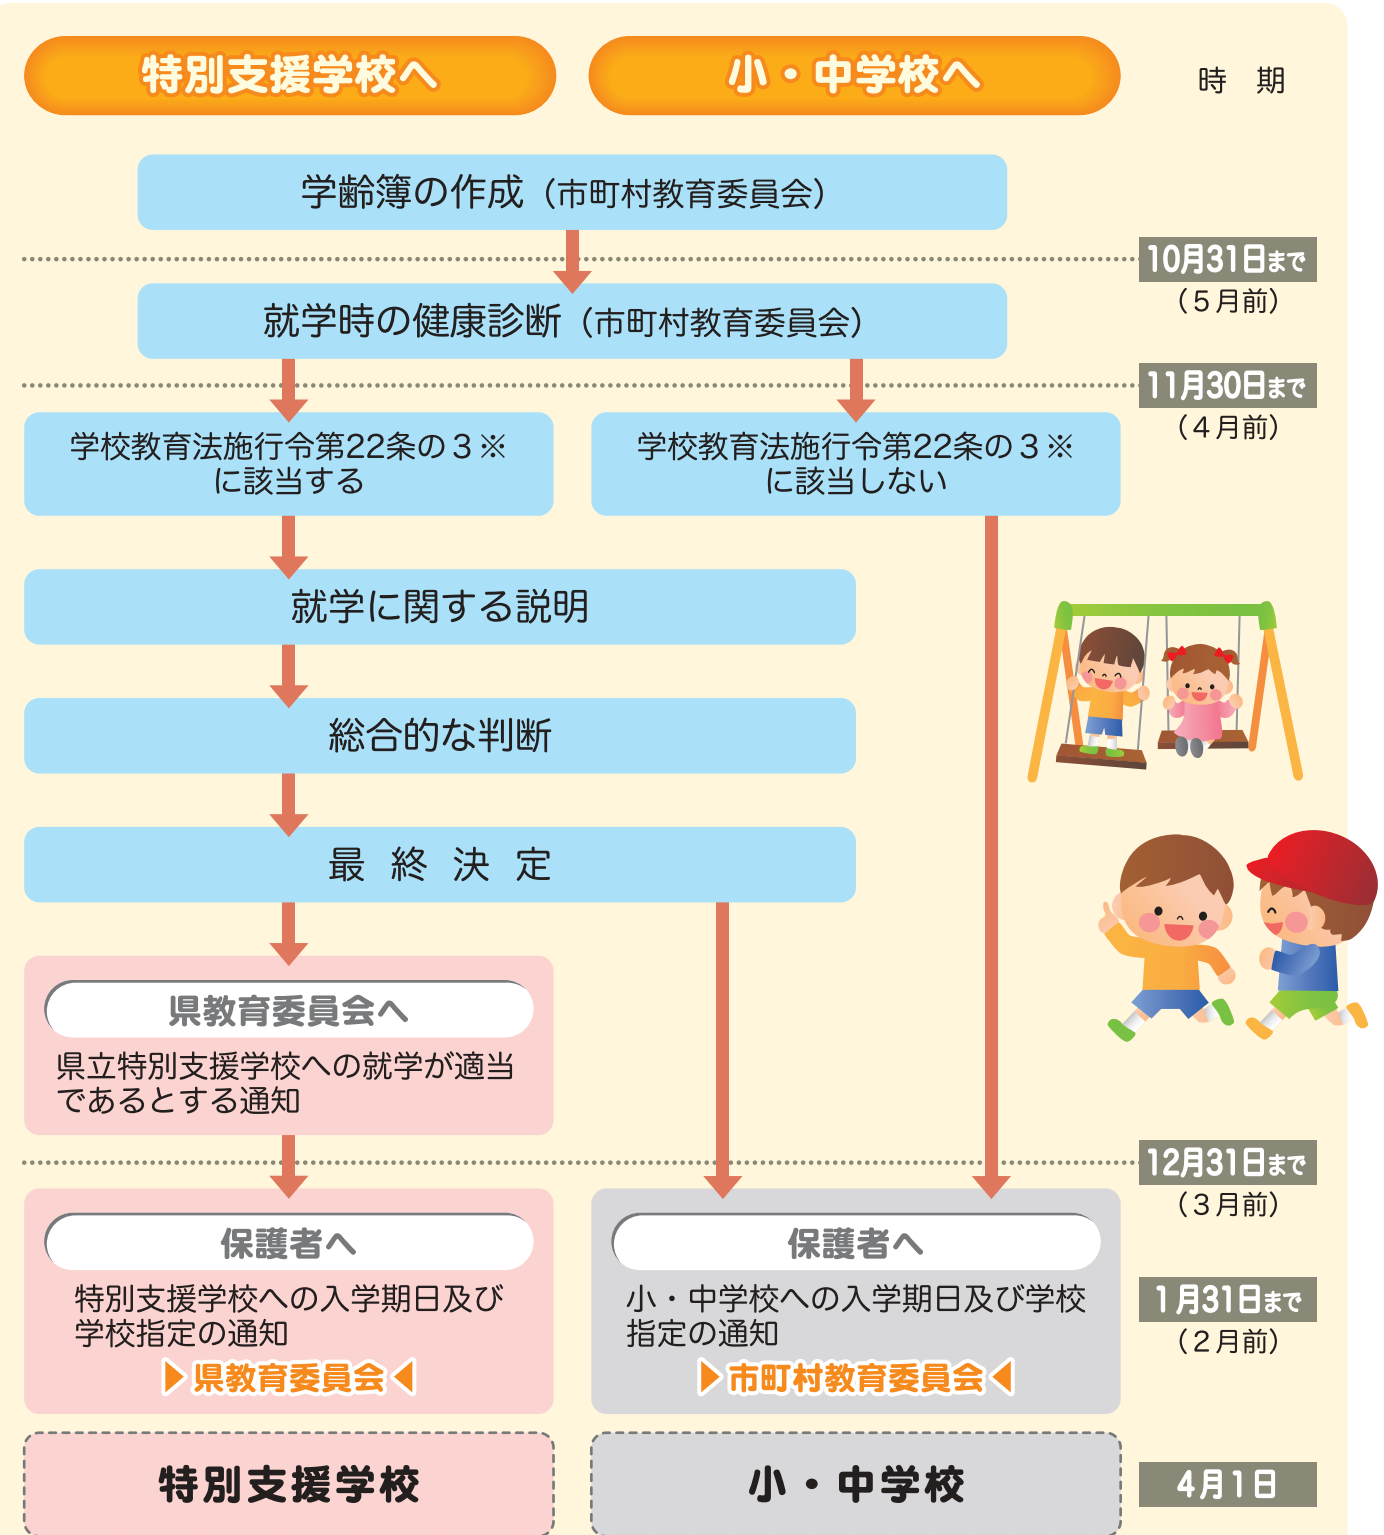 特別支援学校へ
小・中学校へ
時　期
学齢簿の作成（市町村教育委員会）
10月31日まで
（５月前）
就学時の健康診断（市町村教育委員会）
11月30日まで
（４月前）
学校教育法施行令第22条の３※
に該当する
学校教育法施行令第22条の３※
に該当しない
就学に関する説明
総合的な判断
最　終　決　定
県教育委員会へ
県立特別支援学校への就学が適当
であるとする通知
12月31日まで
（３月前）
保護者へ
特別支援学校への入学期日及び
学校指定の通知
県教育委員会
保護者へ
小・中学校への入学期日及び学校
指定の通知
市町村教育委員会
1月31日まで
（２月前）
特別支援学校
小・中学校
4月1日